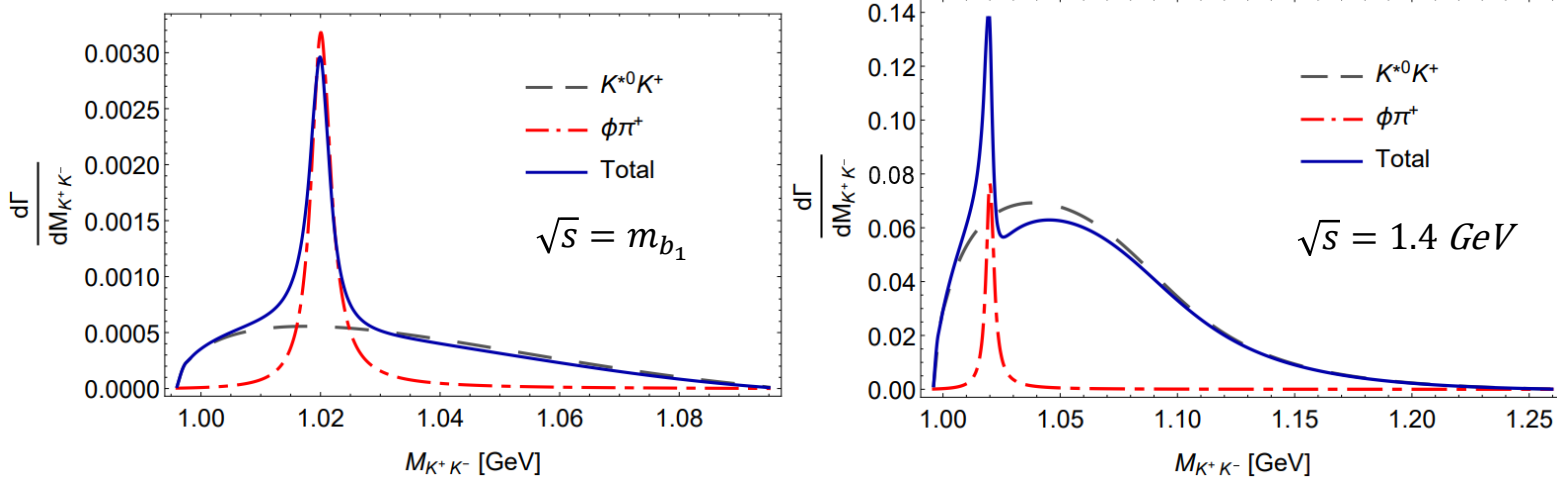 0.0030
0.0025
0.0020
0.0015
0.0010
0.0005
0.0000
dΓ
dM_{K⁺ K⁻}
K*⁰K⁺
ϕπ⁺
Total
√s = m_{b₁}
1.00 1.02 1.04 1.06 1.08
M_{K⁺ K⁻} [GeV]
0.14
0.12
0.10
0.08
0.06
0.04
0.02
0.00
dΓ
dM_{K⁺ K⁻}
K*⁰K⁺
ϕπ⁺
Total
√s = 1.4 GeV
1.00 1.05 1.10 1.15 1.20 1.25
M_{K⁺ K⁻} [GeV]